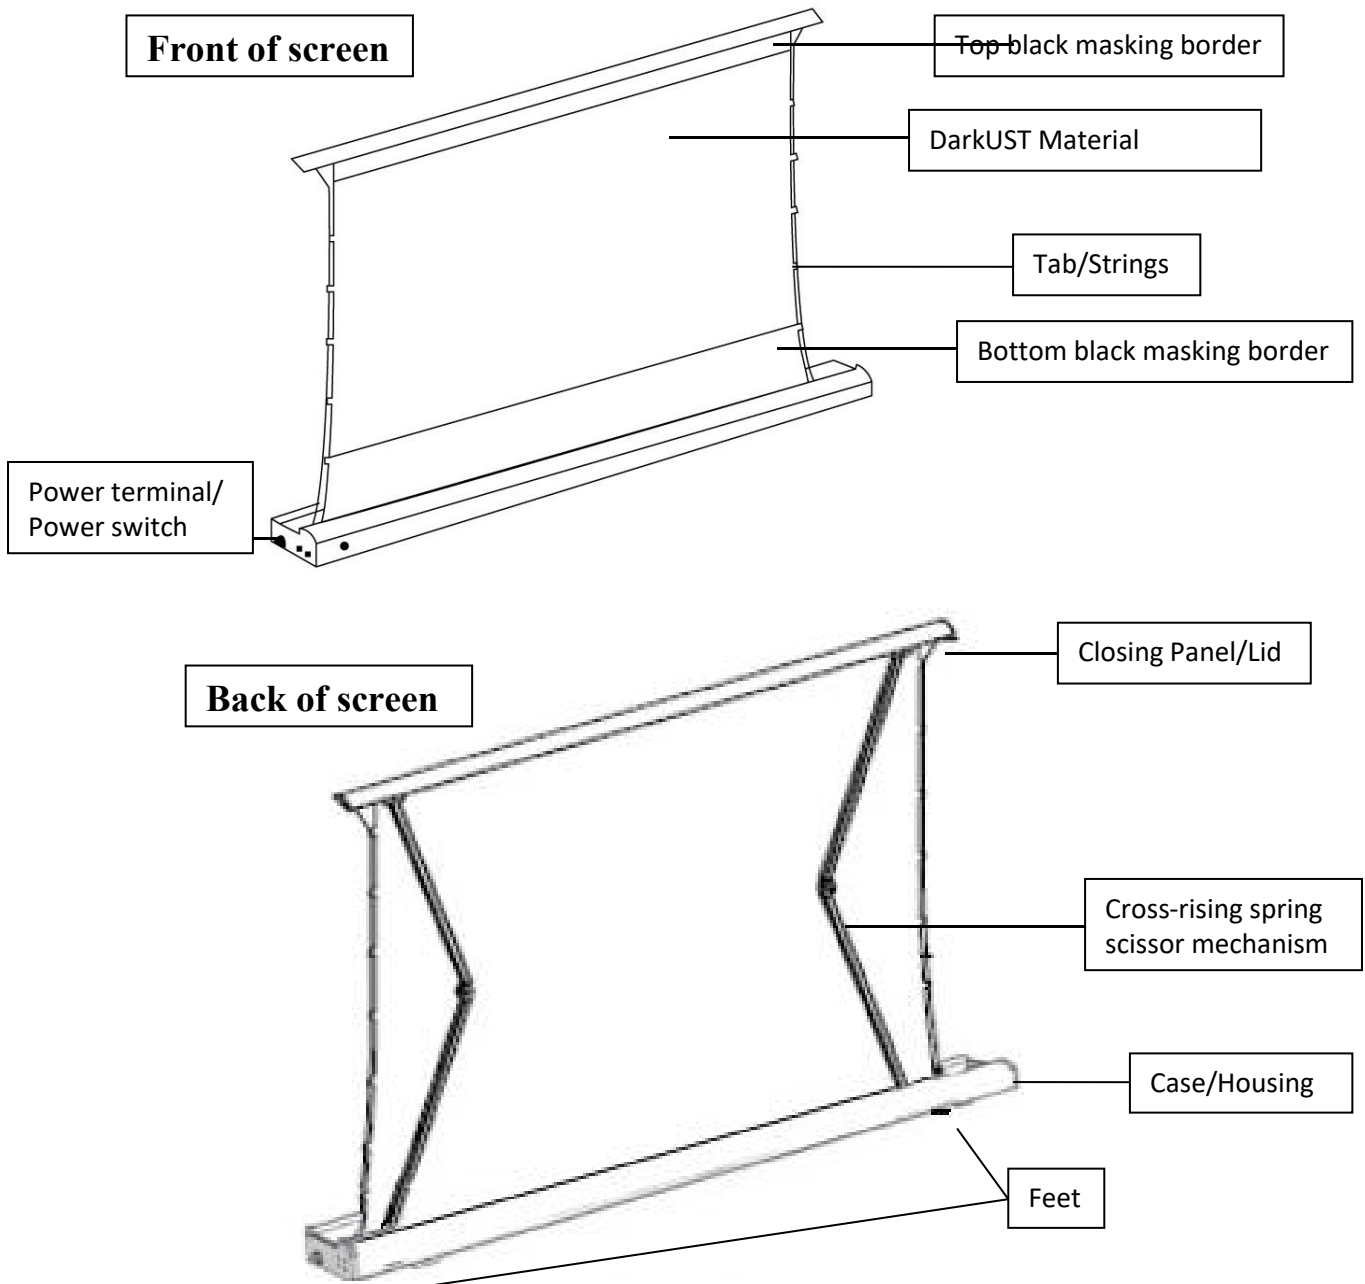 Front of screen
Top black masking border
DarkUST Material
Tab/Strings
Bottom black masking border
Power terminal/
Power switch
Closing Panel/Lid
Back of screen
Cross-rising spring
scissor mechanism
Case/Housing
Feet